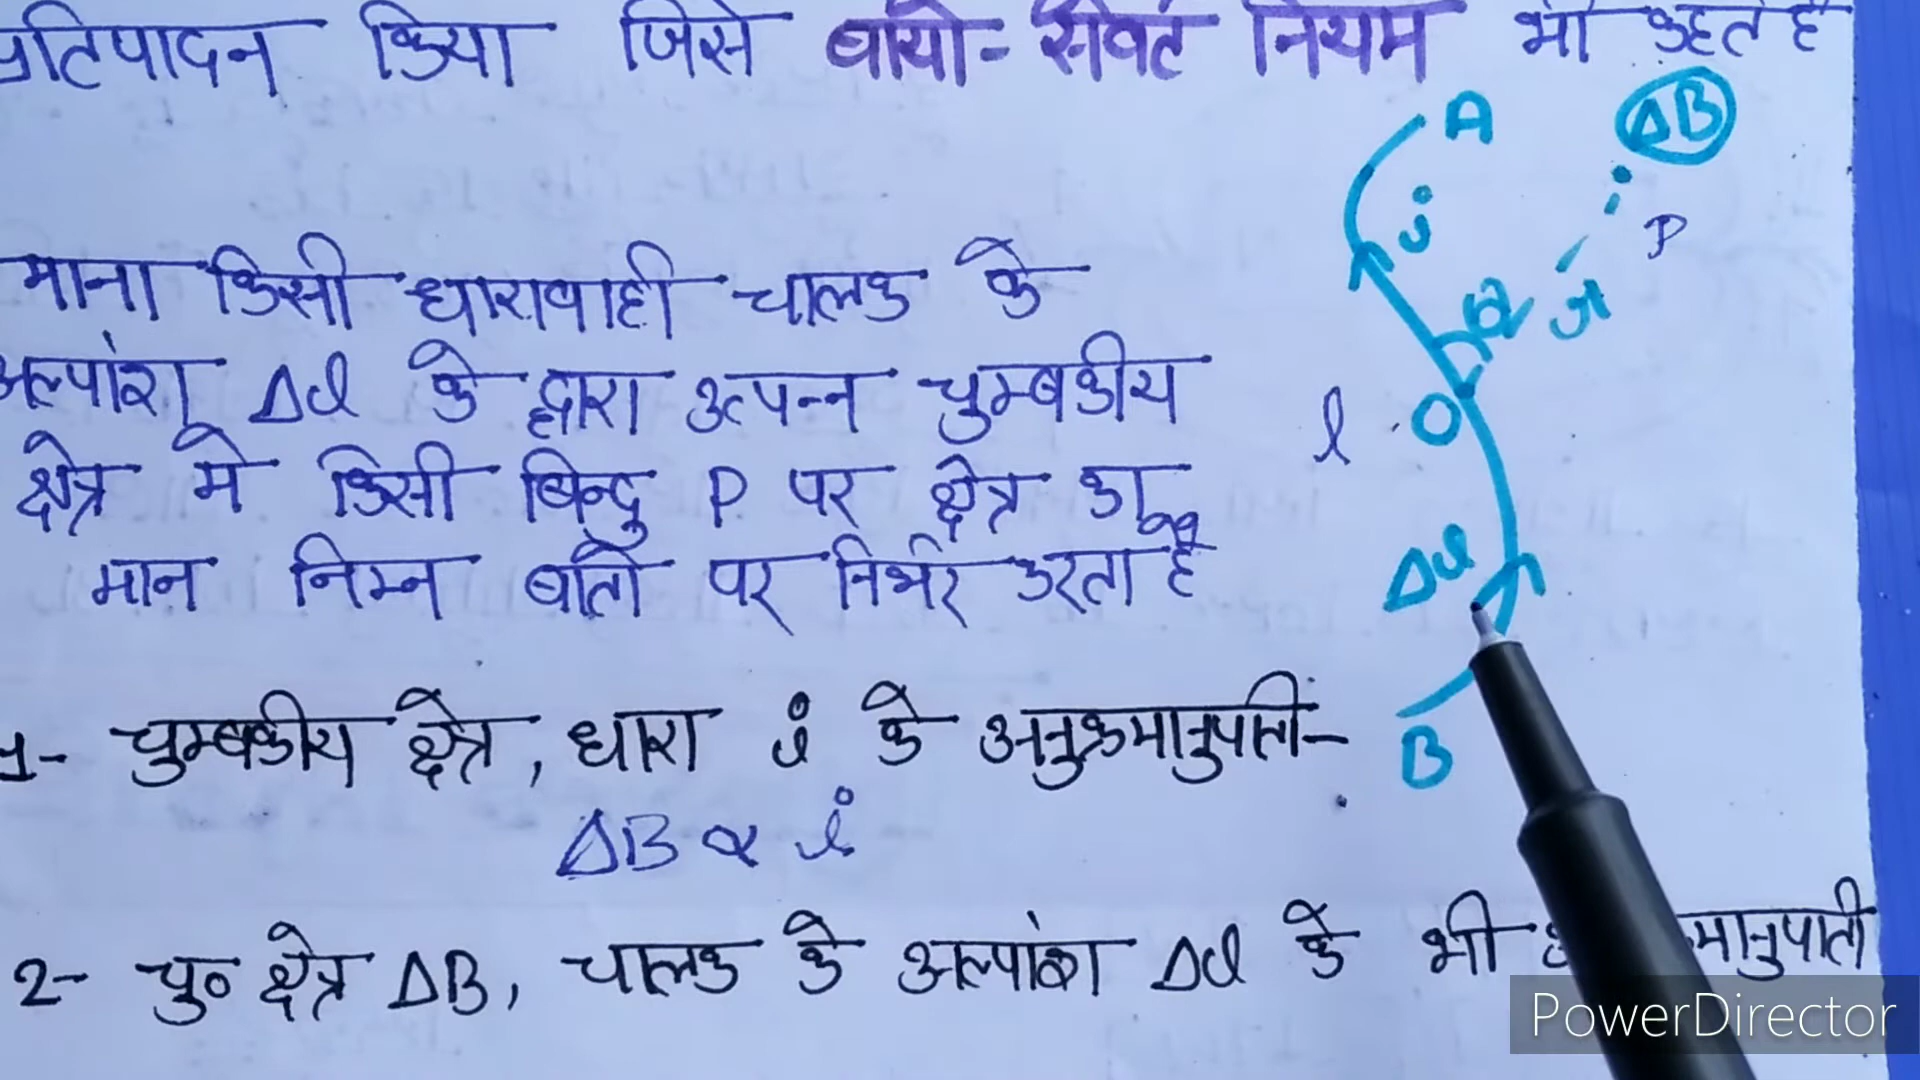 प्रतिपादन किया जिसे बायो-सेवर्ट नियम भी कहते है
A
ΔB
i
P
θ
r
माना किसी धारावाही चालक के
अल्पांश Δl के द्वारा उत्पन्न चुम्बकीय
l
O
क्षेत्र मे किसी बिन्दु P पर क्षेत्र का
मान निम्न बातो पर निर्भर करता है
Δl
1- चुम्बकीय क्षेत्र, धारा i के अनुक्रमानुपाती-
B
ΔB α i
2- चु० क्षेत्र ΔB, चालक के अल्पांश Δl के भी
PowerDirector